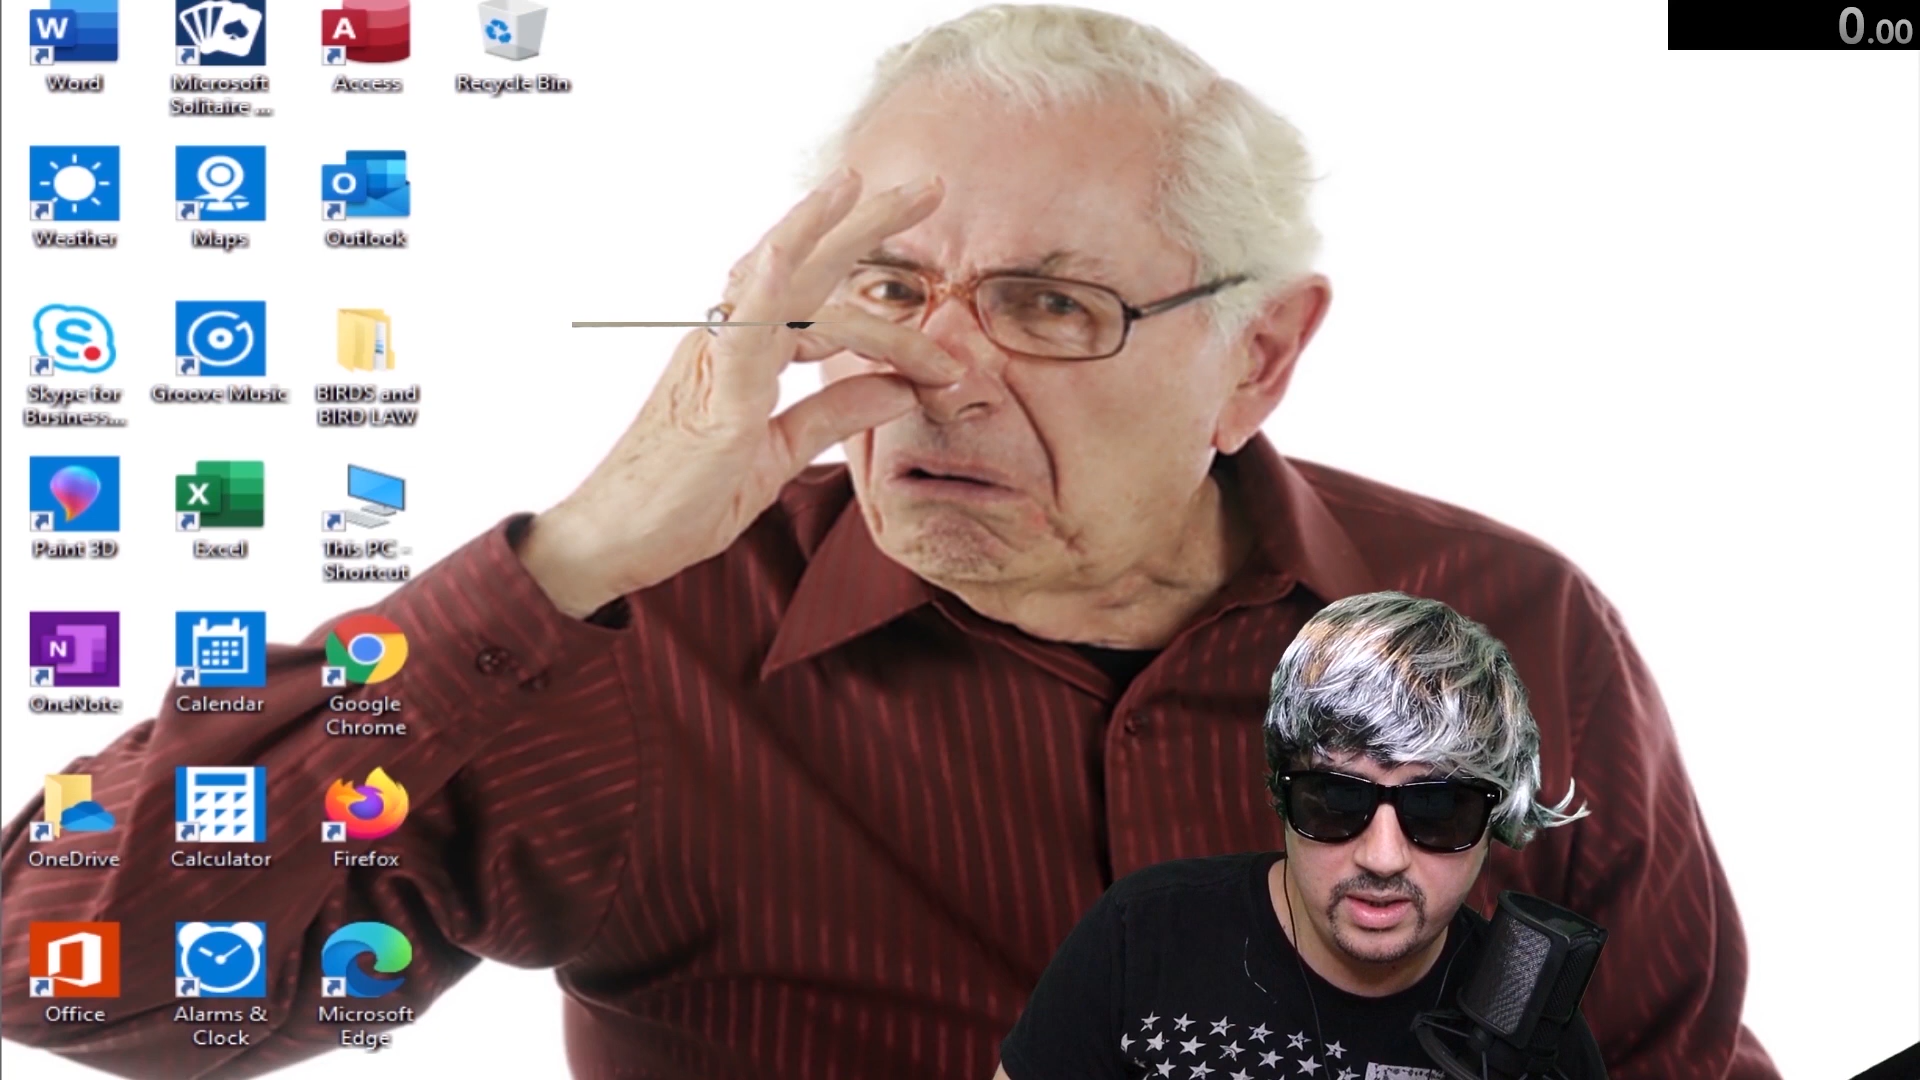 0.00
W
A
Word
Microsoft
Solitaire ...
Access
Recycle Bin
O
Weather
Maps
Outlook
S
Skype for
Business...
Groove Music
BIRDS and
BIRD LAW
X
Paint 3D
Excel
This PC -
Shortcut
N
OneNote
Calendar
Google
Chrome
OneDrive
Calculator
Firefox
Office
Alarms &
Clock
Microsoft
Edge